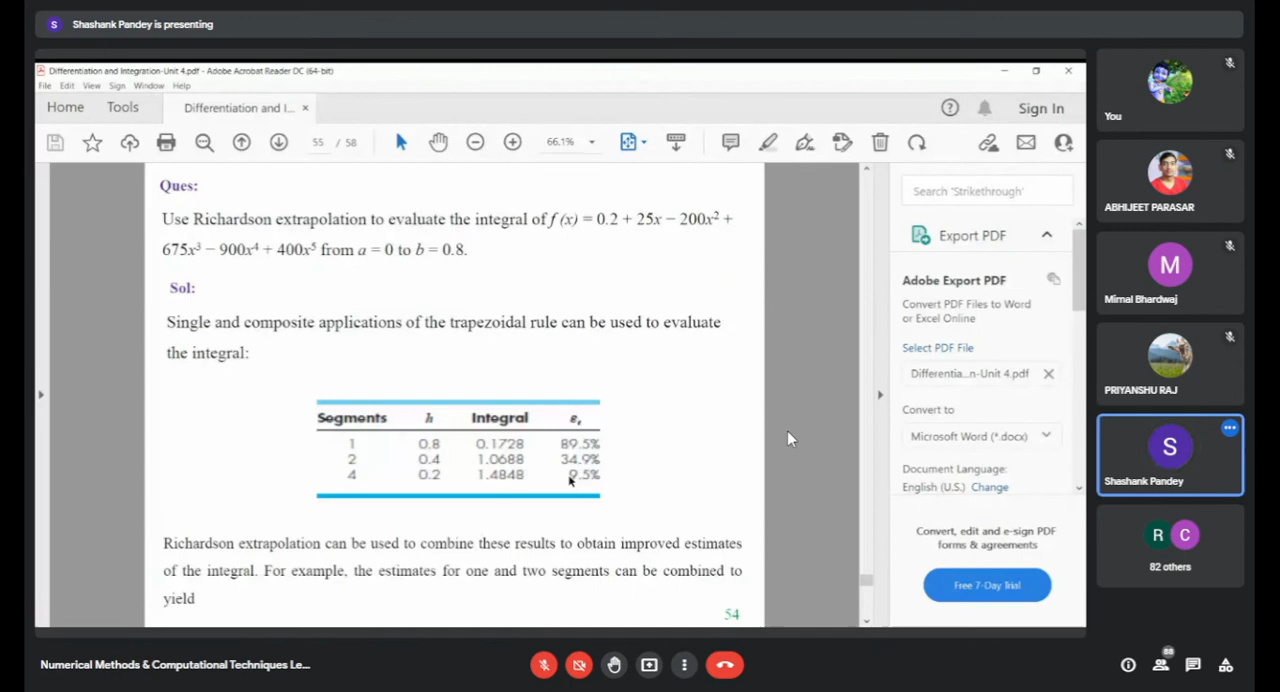 S Shashank Pandey is presenting
Differentiation and Integration-Unit 4.pdf - Adobe Acrobat Reader DC (64-bit)
File Edit View Sign Window Help
Home Tools Differentiation and I... × Sign In
55 / 58 66.1%
Ques:
Use Richardson extrapolation to evaluate the integral of f (x) = 0.2 + 25x − 200x² +
675x³ − 900x⁴ + 400x⁵ from a = 0 to b = 0.8.
Sol:
Single and composite applications of the trapezoidal rule can be used to evaluate
the integral:
Segments h Integral εₜ
1 0.8 0.1728 89.5%
2 0.4 1.0688 34.9%
4 0.2 1.4848 9.5%
Richardson extrapolation can be used to combine these results to obtain improved estimates
of the integral. For example, the estimates for one and two segments can be combined to
yield
54
Search 'Strikethrough'
Export PDF
Adobe Export PDF
Convert PDF Files to Word
or Excel Online
Select PDF File
Differentia...n-Unit 4.pdf ×
Convert to
Microsoft Word (*.docx)
Document Language:
English (U.S.) Change
Convert, edit and e-sign PDF
forms & agreements
Free 7-Day Trial
You
ABHIJEET PARASAR
M
Mirnal Bhardwaj
PRIYANSHU RAJ
S
Shashank Pandey
R C
82 others
Numerical Methods & Computational Techniques Le...
88